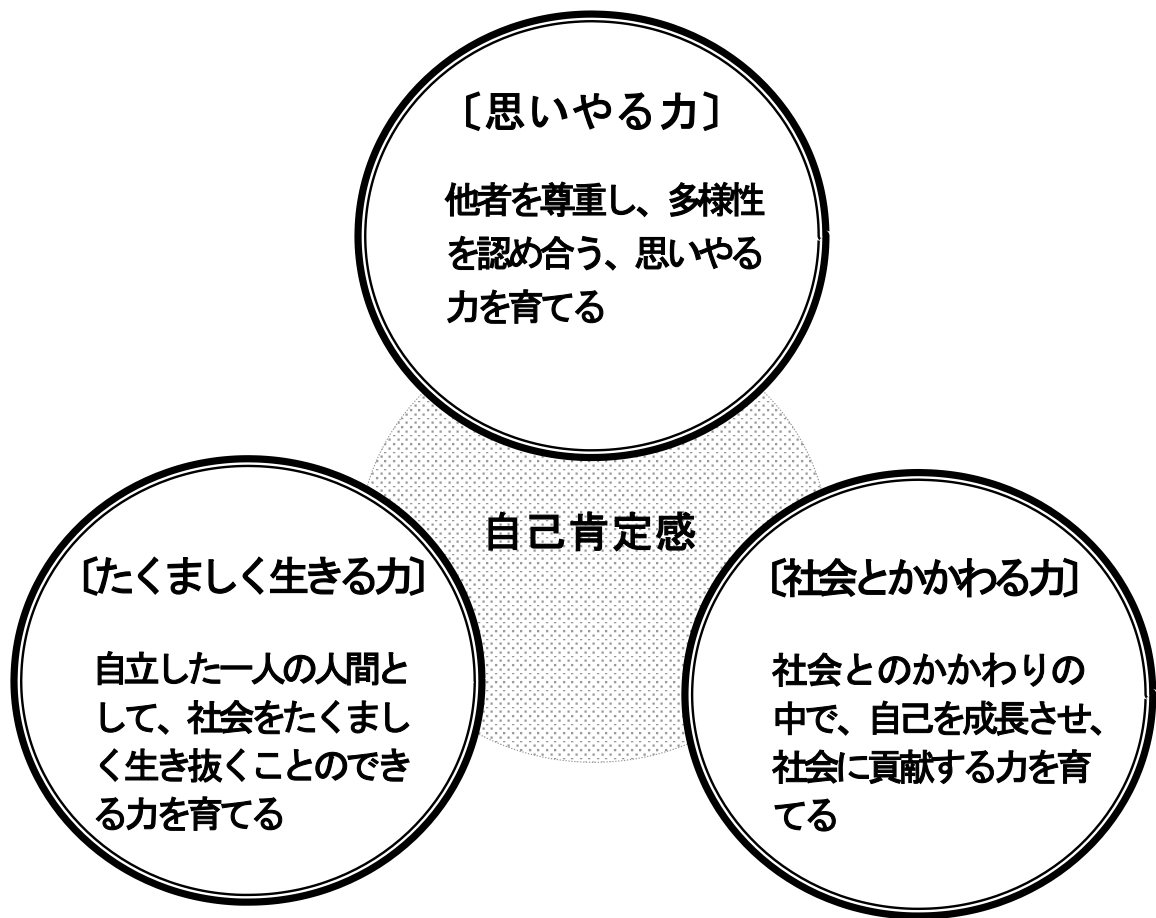 〔思いやる力〕
他者を尊重し、多様性
を認め合う、思いやる
力を育てる
自己肯定感
〔たくましく生きる力〕
自立した一人の人間と
して、社会をたくまし
く生き抜くことのでき
る力を育てる
〔社会とかかわる力〕
社会とのかかわりの
中で、自己を成長させ、
社会に貢献する力を育
てる